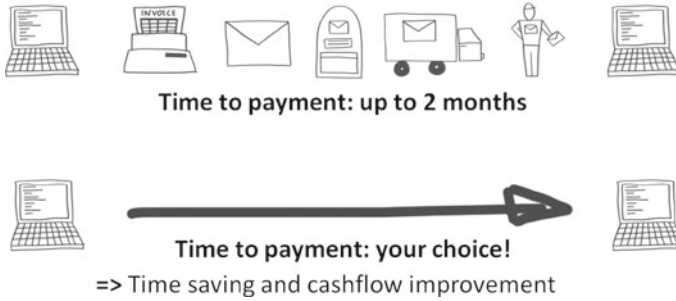 INVOICE
Time to payment: up to 2 months
Time to payment: your choice!
=> Time saving and cashflow improvement